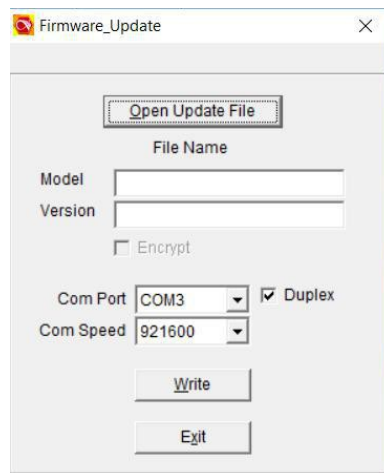 Firmware_Update
Open Update File
File Name
Model
Version
Encrypt
Com Port COM3 Duplex
Com Speed 921600
Write
Exit